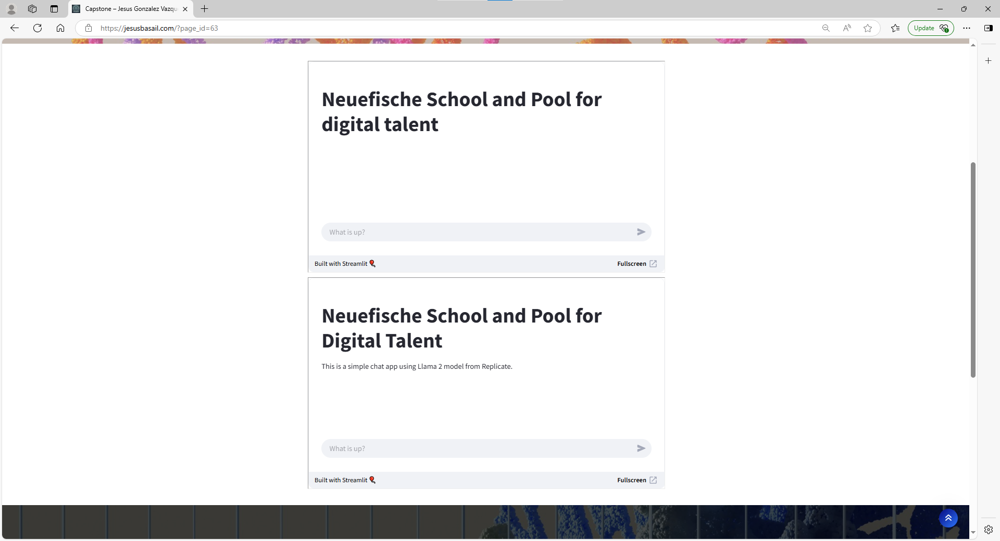 Capstone – Jesus Gonzalez Vazqu
https://jesusbasail.com/?page_id=63
Update
Neuefische School and Pool for
digital talent
What is up?
Built with Streamlit
Fullscreen
Neuefische School and Pool for
Digital Talent
This is a simple chat app using Llama 2 model from Replicate.
What is up?
Built with Streamlit
Fullscreen